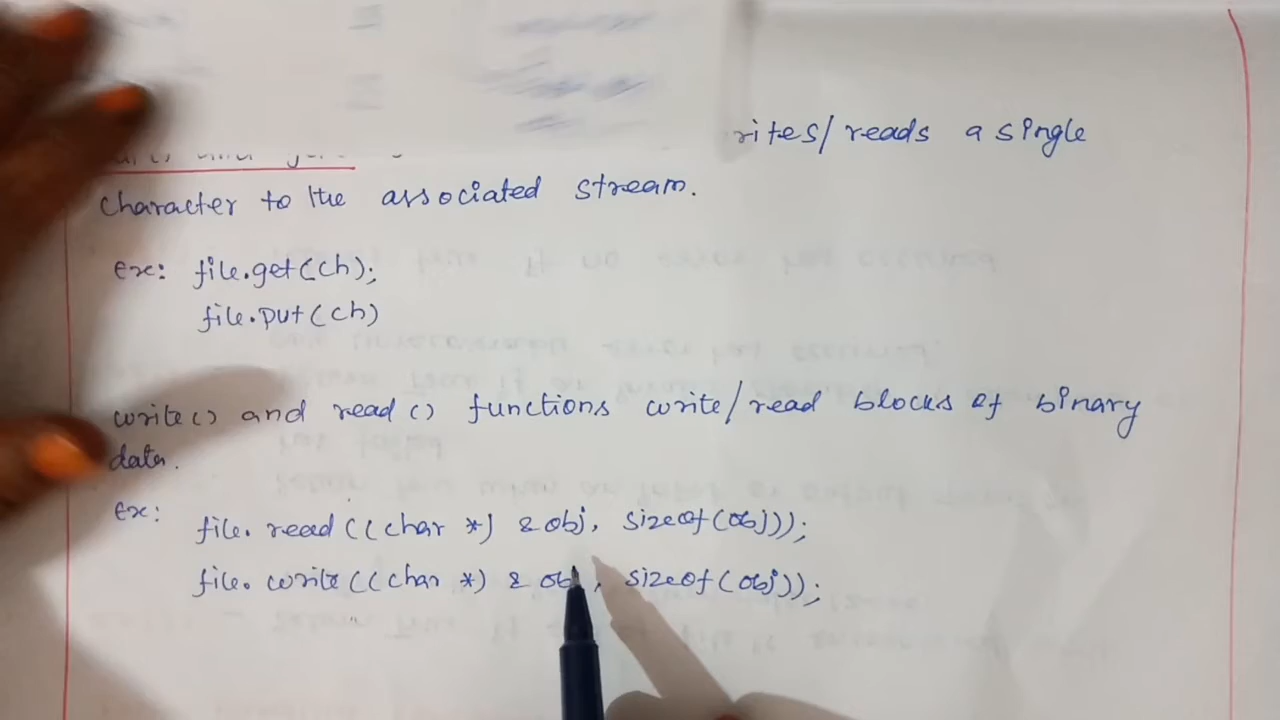 rites/reads a single
character to the associated stream.
ex: file.get(ch);
file.put(ch)
write() and read() functions write/read blocks of binary
data.
ex: file.read((char *) & obj, sizeof(obj));
file.write((char *) & obj, sizeof(obj));